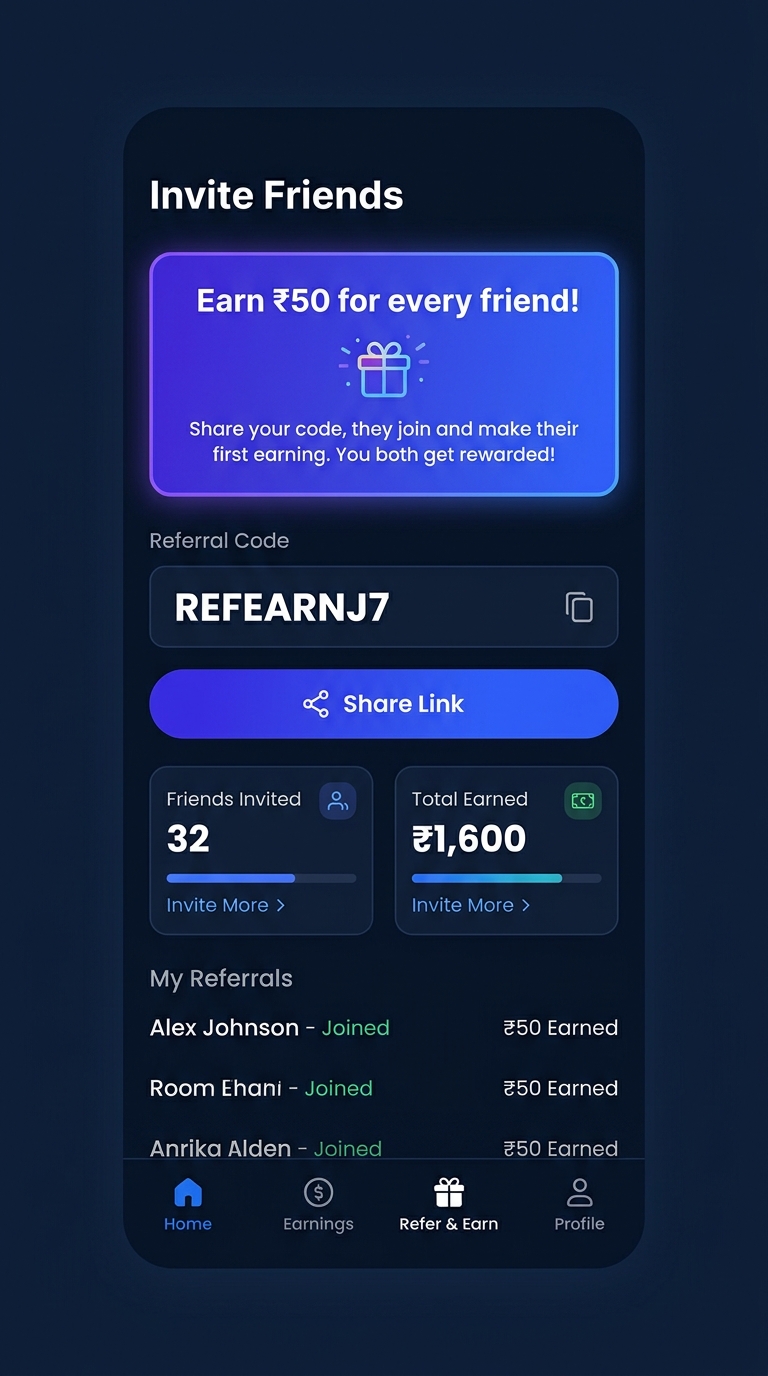 Invite Friends
Earn ₹50 for every friend!
Share your code, they join and make their
first earning. You both get rewarded!
Referral Code
REFEARNJ7
Share Link
Friends Invited
32
Invite More >
Total Earned
₹1,600
Invite More >
My Referrals
Alex Johnson - Joined ₹50 Earned
Room Ehani - Joined ₹50 Earned
Anrika Alden - Joined ₹50 Earned
Home Earnings Refer & Earn Profile